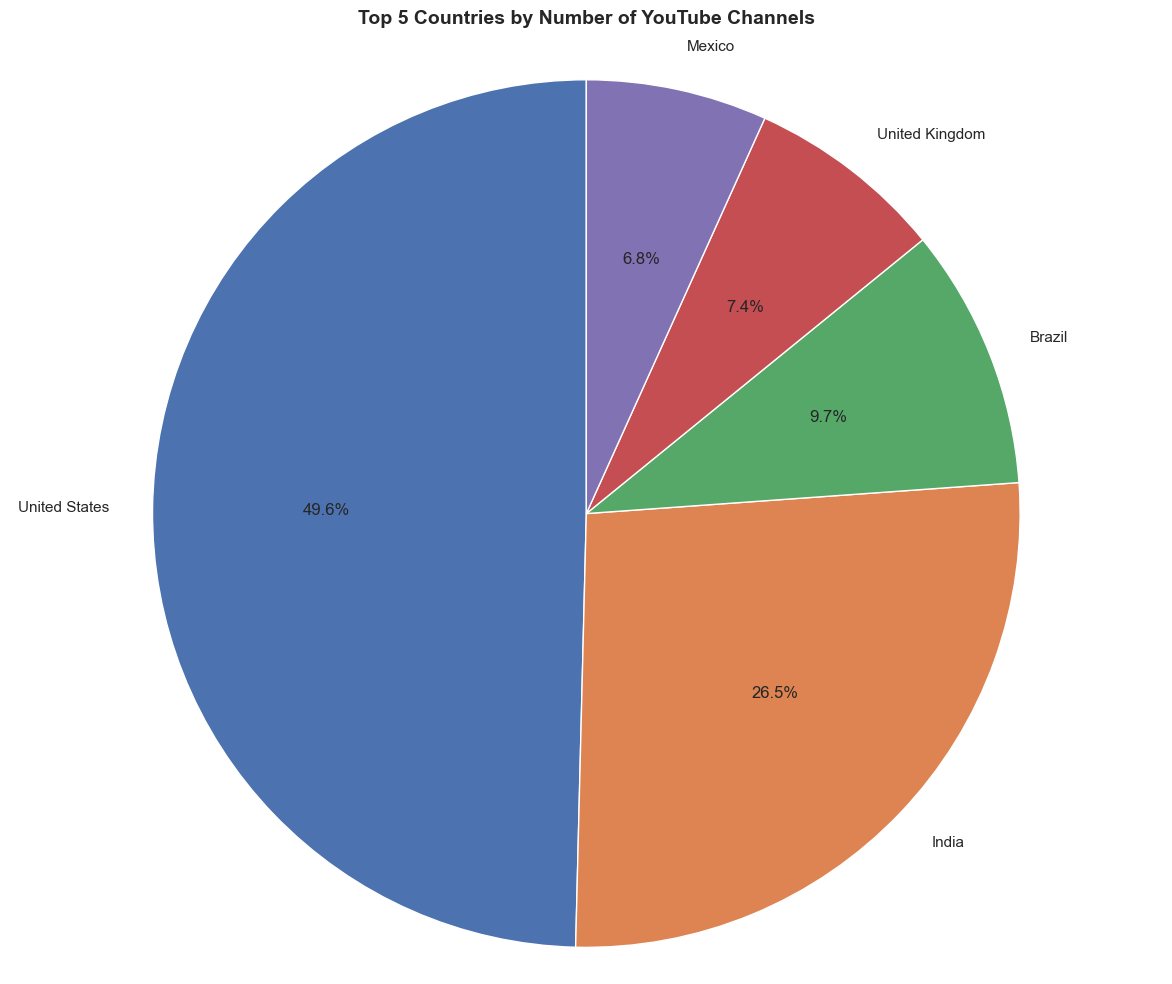 Top 5 Countries by Number of YouTube Channels
Mexico
United Kingdom
6.8%
7.4%
Brazil
9.7%
United States
49.6%
26.5%
India